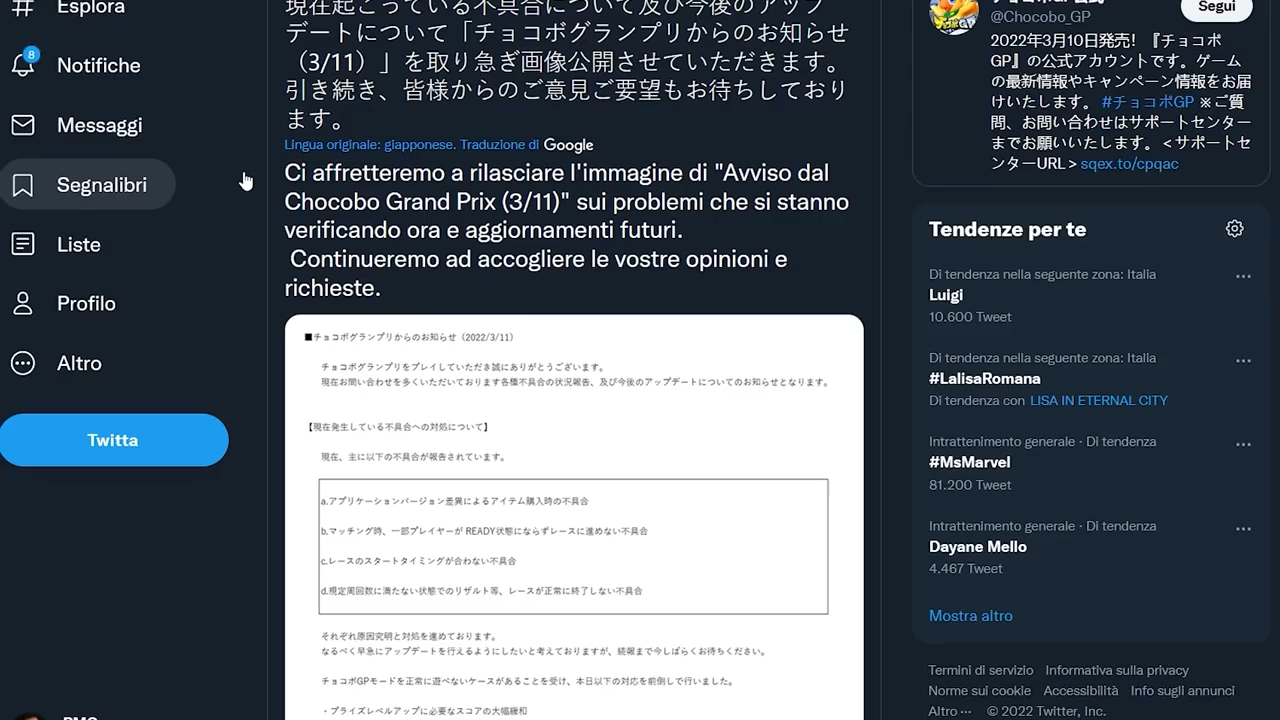 Esplora
8
Notifiche
Messaggi
Segnalibri
Liste
Profilo
Altro
Twitta
現在起こっている不具合について及び今後のアップ
デートについて「チョコボグランプリからのお知らせ
（3/11）」を取り急ぎ画像公開させていただきます。
引き続き、皆様からのご意見ご要望もお待ちしており
ます。
Lingua originale: giapponese. Traduzione di Google
Ci affretteremo a rilasciare l'immagine di "Avviso dal
Chocobo Grand Prix (3/11)" sui problemi che si stanno
verificando ora e aggiornamenti futuri.
Continueremo ad accogliere le vostre opinioni e
richieste.
■チョコボグランプリからのお知らせ（2022/3/11）
チョコボグランプリをプレイしていただき誠にありがとうございます。
現在お問い合わせを多くいただいております各種不具合の状況報告、及び今後のアップデートについてのお知らせとなります。
【現在発生している不具合への対処について】
現在、主に以下の不具合が報告されています。
a.アプリケーションバージョン差異によるアイテム購入時の不具合
b.マッチング時、一部プレイヤーが READY状態にならずレースに進めない不具合
c.レースのスタートタイミングが合わない不具合
d.規定周回数に満たない状態でのリザルト等、レースが正常に終了しない不具合
それぞれ原因究明と対処を進めております。
なるべく早急にアップデートを行えるようにしたいと考えておりますが、続報まで今しばらくお待ちください。
チョコボGPモードを正常に遊べないケースがあることを受け、本日以下の対応を前倒しで行いました。
・プライズレベルアップに必要なスコアの大幅緩和
@Chocobo_GP
Segui
2022年3月10日発売！『チョコボ
GP』の公式アカウントです。ゲーム
の最新情報やキャンペーン情報をお届
けいたします。 #チョコボGP ※ご質
問、お問い合わせはサポートセンター
までお願いいたします。＜サポートセ
ンターURL＞sqex.to/cpqac
Tendenze per te
Di tendenza nella seguente zona: Italia
Luigi
10.600 Tweet
Di tendenza nella seguente zona: Italia
#LalisaRomana
Di tendenza con LISA IN ETERNAL CITY
Intrattenimento generale · Di tendenza
#MsMarvel
81.200 Tweet
Intrattenimento generale · Di tendenza
Dayane Mello
4.467 Tweet
Mostra altro
Termini di servizio Informativa sulla privacy
Norme sui cookie Accessibilità Info sugli annunci
Altro ··· © 2022 Twitter, Inc.